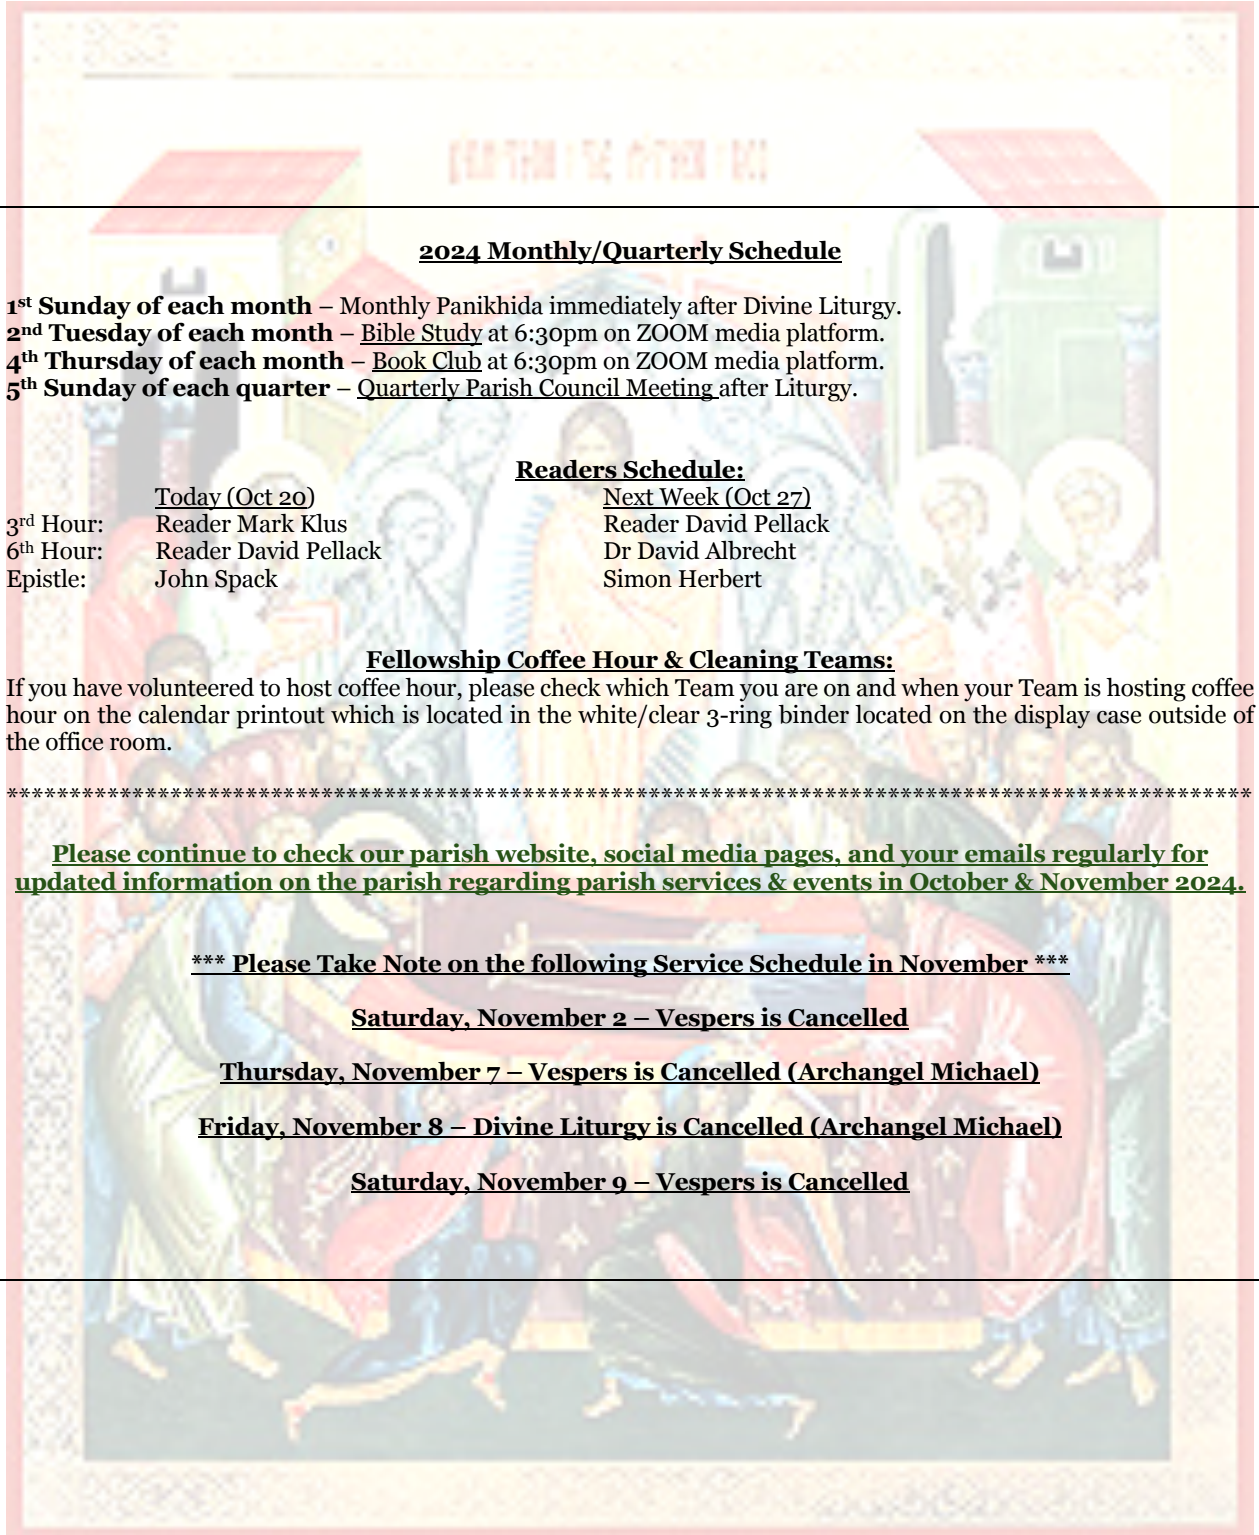 2024 Monthly/Quarterly Schedule
1st Sunday of each month – Monthly Panikhida immediately after Divine Liturgy.
2nd Tuesday of each month – Bible Study at 6:30pm on ZOOM media platform.
4th Thursday of each month – Book Club at 6:30pm on ZOOM media platform.
5th Sunday of each quarter – Quarterly Parish Council Meeting after Liturgy.
Readers Schedule:
Today (Oct 20) Next Week (Oct 27)
3rd Hour: Reader Mark Klus Reader David Pellack
6th Hour: Reader David Pellack Dr David Albrecht
Epistle: John Spack Simon Herbert
Fellowship Coffee Hour & Cleaning Teams:
If you have volunteered to host coffee hour, please check which Team you are on and when your Team is hosting coffee
hour on the calendar printout which is located in the white/clear 3-ring binder located on the display case outside of
the office room.
***************************************************************************************************
Please continue to check our parish website, social media pages, and your emails regularly for
updated information on the parish regarding parish services & events in October & November 2024.
*** Please Take Note on the following Service Schedule in November ***
Saturday, November 2 – Vespers is Cancelled
Thursday, November 7 – Vespers is Cancelled (Archangel Michael)
Friday, November 8 – Divine Liturgy is Cancelled (Archangel Michael)
Saturday, November 9 – Vespers is Cancelled